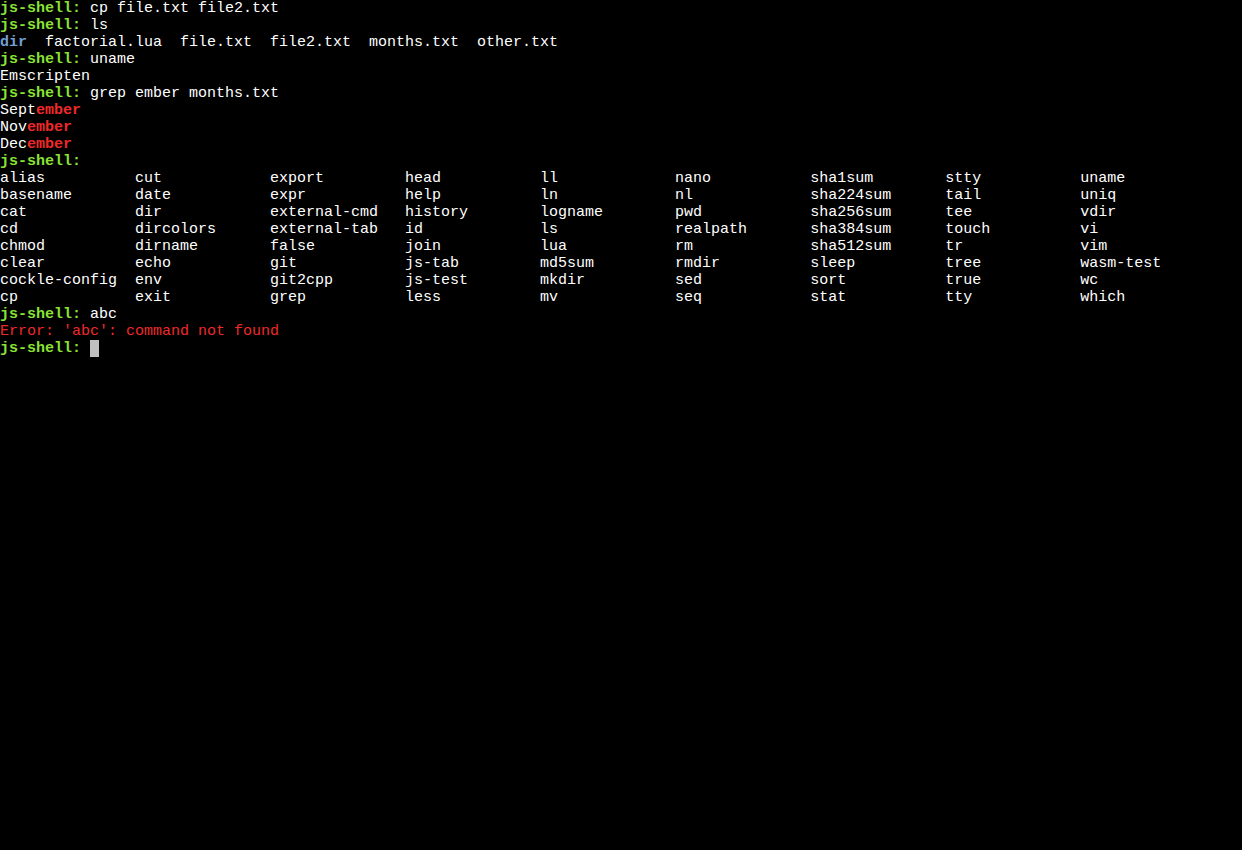 js-shell: cp file.txt file2.txt
js-shell: ls
dir  factorial.lua  file.txt  file2.txt  months.txt  other.txt
js-shell: uname
Emscripten
js-shell: grep ember months.txt
September
November
December
js-shell:
alias          cut            export         head           ll             nano           sha1sum        stty           uname
basename       date           expr           help           ln             nl             sha224sum      tail           uniq
cat            dir            external-cmd   history        logname        pwd            sha256sum      tee            vdir
cd             dircolors      external-tab   id             ls             realpath       sha384sum      touch          vi
chmod          dirname        false          join           lua            rm             sha512sum      tr             vim
clear          echo           git            js-tab         md5sum         rmdir          sleep          tree           wasm-test
cockle-config  env            git2cpp        js-test        mkdir          sed            sort           true           wc
cp             exit           grep           less           mv             seq            stat           tty            which
js-shell: abc
Error: 'abc': command not found
js-shell: